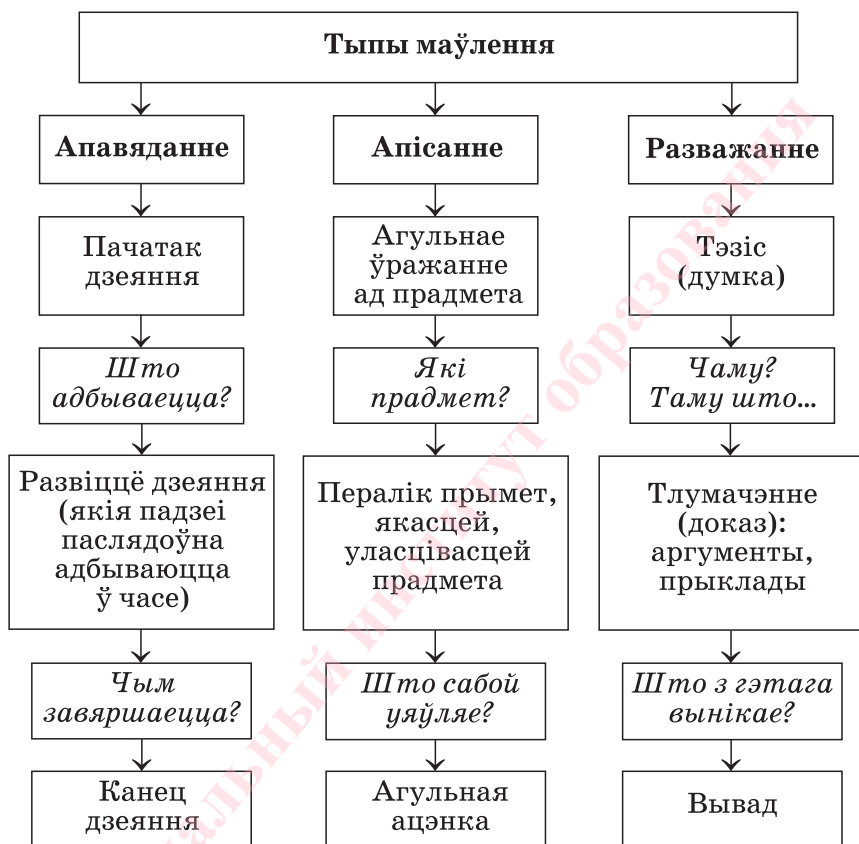 Тыпы маўлення
Апавяданне
Апісанне
Разважанне
Пачатак
дзеяння
Агульнае
ўражанне
ад прадмета
Тэзіс
(думка)
Што
адбываецца?
Які
прадмет?
Чаму?
Таму што...
Развіццё дзеяння
(якія падзеі
паслядоўна
адбываюцца
ў часе)
Пералік прымет,
якасцей,
уласцівасцей
прадмета
Тлумачэнне
(доказ):
аргументы,
прыклады
Чым
завяршаецца?
Што сабой
уяўляе?
Што з гэтага
вынікае?
Канец
дзеяння
Агульная
ацэнка
Вывад
институт образования